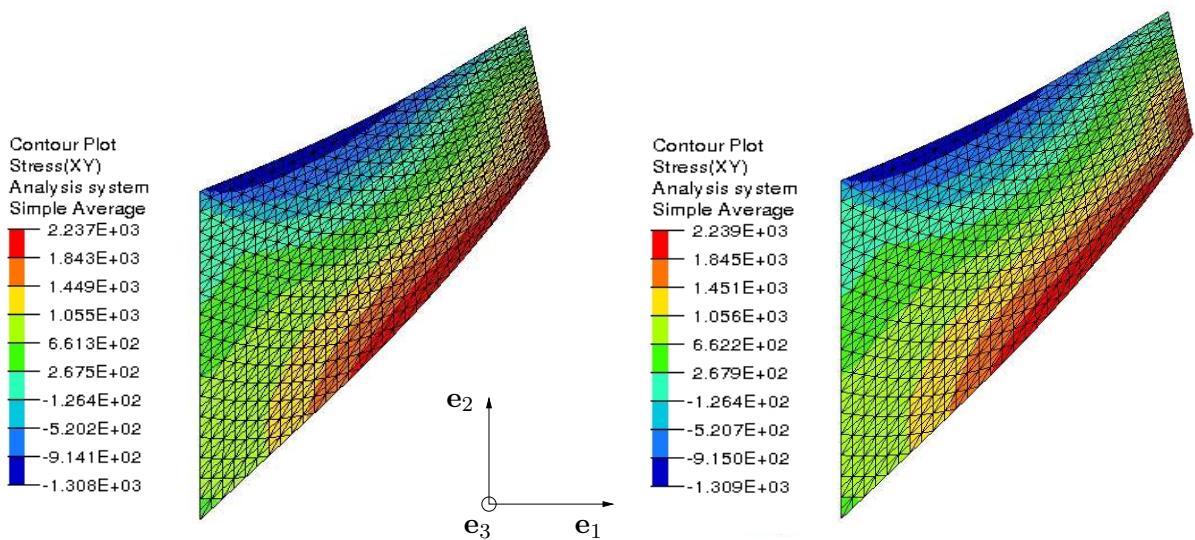 Contour Plot
Stress(XY)
Analysis system
Simple Average
2.237E+03
1.843E+03
1.449E+03
1.055E+03
6.613E+02
2.675E+02
-1.264E+02
-5.202E+02
-9.141E+02
-1.308E+03
e2
e3
e1
Contour Plot
Stress(XY)
Analysis system
Simple Average
2.239E+03
1.845E+03
1.451E+03
1.056E+03
6.622E+02
2.679E+02
-1.264E+02
-5.207E+02
-9.150E+02
-1.309E+03